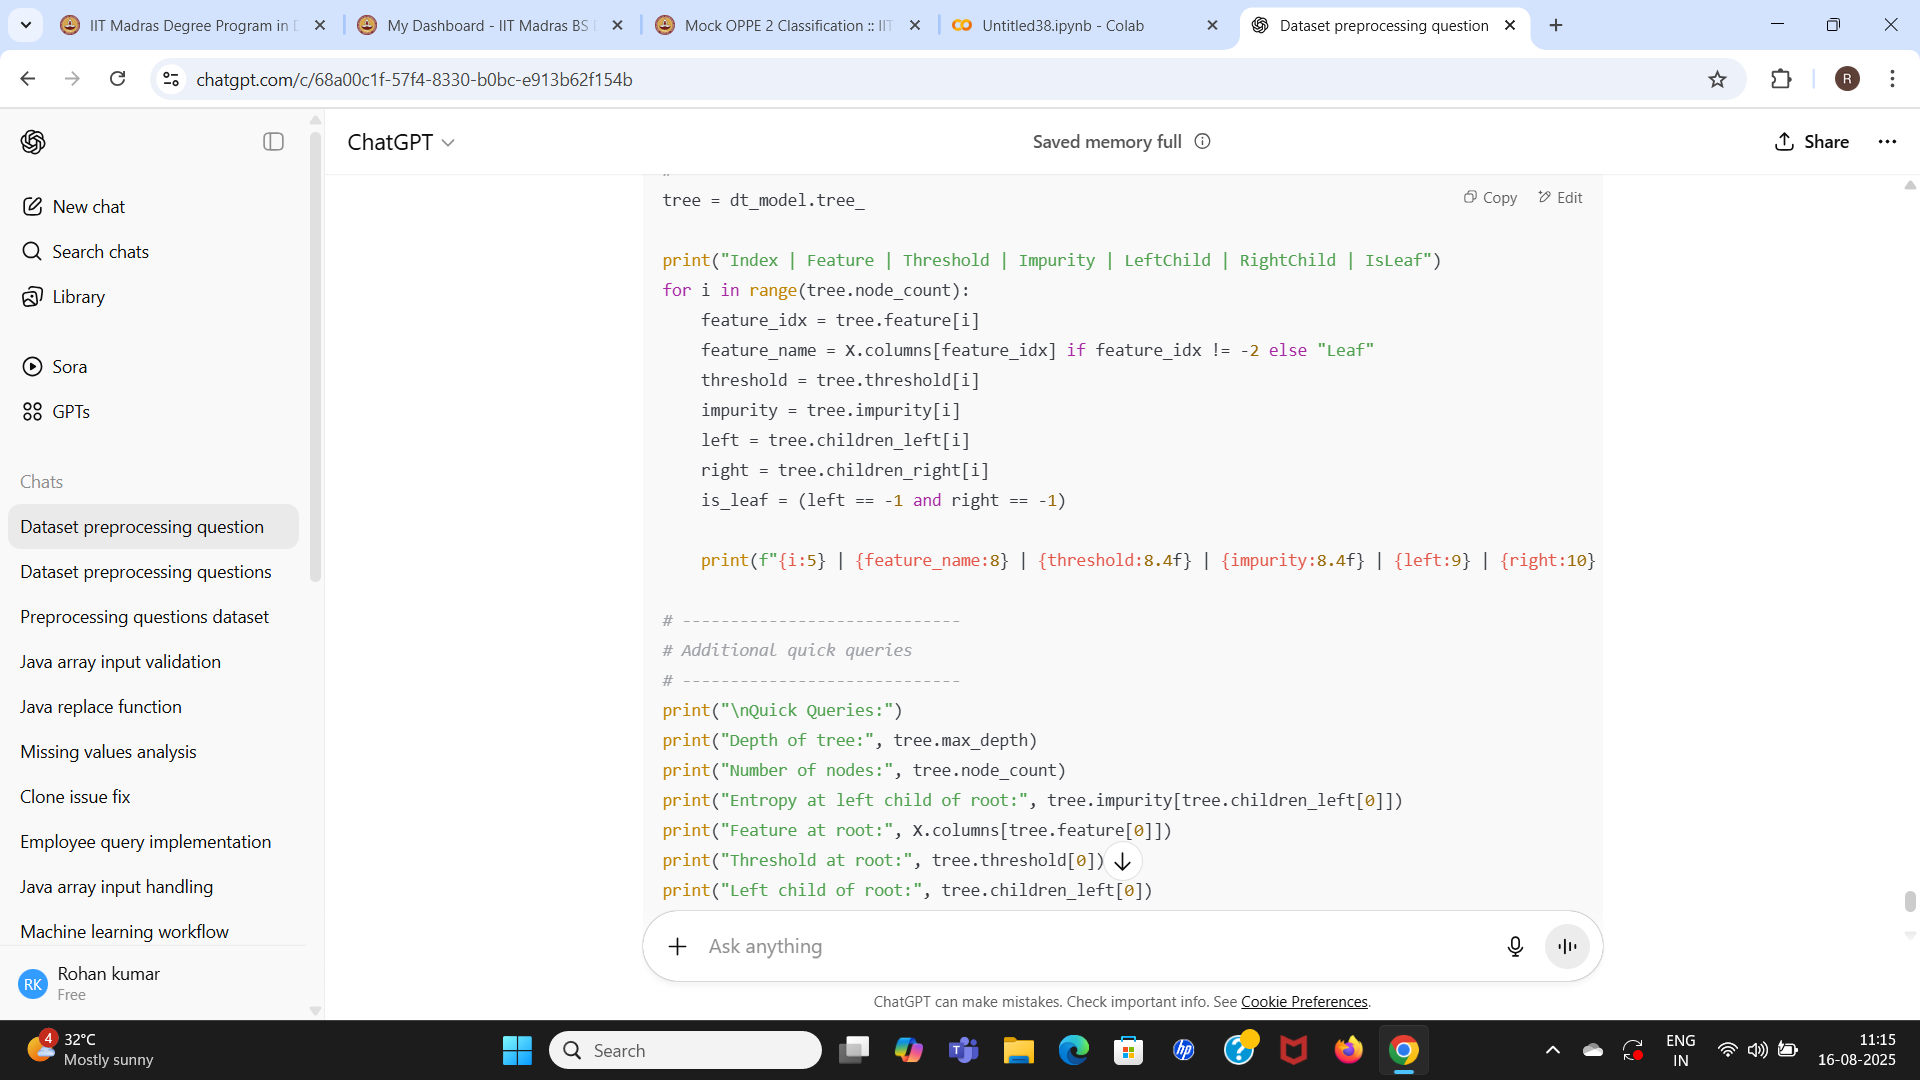 IIT Madras Degree Program in D
My Dashboard - IIT Madras BS
Mock OPPE 2 Classification :: IIT
Untitled38.ipynb - Colab
Dataset preprocessing question
chatgpt.com/c/68a00c1f-57f4-8330-b0bc-e913b62f154b
R
ChatGPT
Saved memory full
Share
New chat
Search chats
Library
Sora
GPTs
Chats
Dataset preprocessing question
Dataset preprocessing questions
Preprocessing questions dataset
Java array input validation
Java replace function
Missing values analysis
Clone issue fix
Employee query implementation
Java array input handling
Machine learning workflow
RK
Rohan kumar
Free
Copy
Edit
tree = dt_model.tree_
print("Index | Feature | Threshold | Impurity | LeftChild | RightChild | IsLeaf")
for i in range(tree.node_count):
    feature_idx = tree.feature[i]
    feature_name = X.columns[feature_idx] if feature_idx != -2 else "Leaf"
    threshold = tree.threshold[i]
    impurity = tree.impurity[i]
    left = tree.children_left[i]
    right = tree.children_right[i]
    is_leaf = (left == -1 and right == -1)
    print(f"{i:5} | {feature_name:8} | {threshold:8.4f} | {impurity:8.4f} | {left:9} | {right:10}
# -----------------------------
# Additional quick queries
# -----------------------------
print("\nQuick Queries:")
print("Depth of tree:", tree.max_depth)
print("Number of nodes:", tree.node_count)
print("Entropy at left child of root:", tree.impurity[tree.children_left[0]])
print("Feature at root:", X.columns[tree.feature[0]])
print("Threshold at root:", tree.threshold[0])
print("Left child of root:", tree.children_left[0])
Ask anything
ChatGPT can make mistakes. Check important info. See Cookie Preferences.
4
32°C
Mostly sunny
Search
ENG
IN
11:15
16-08-2025